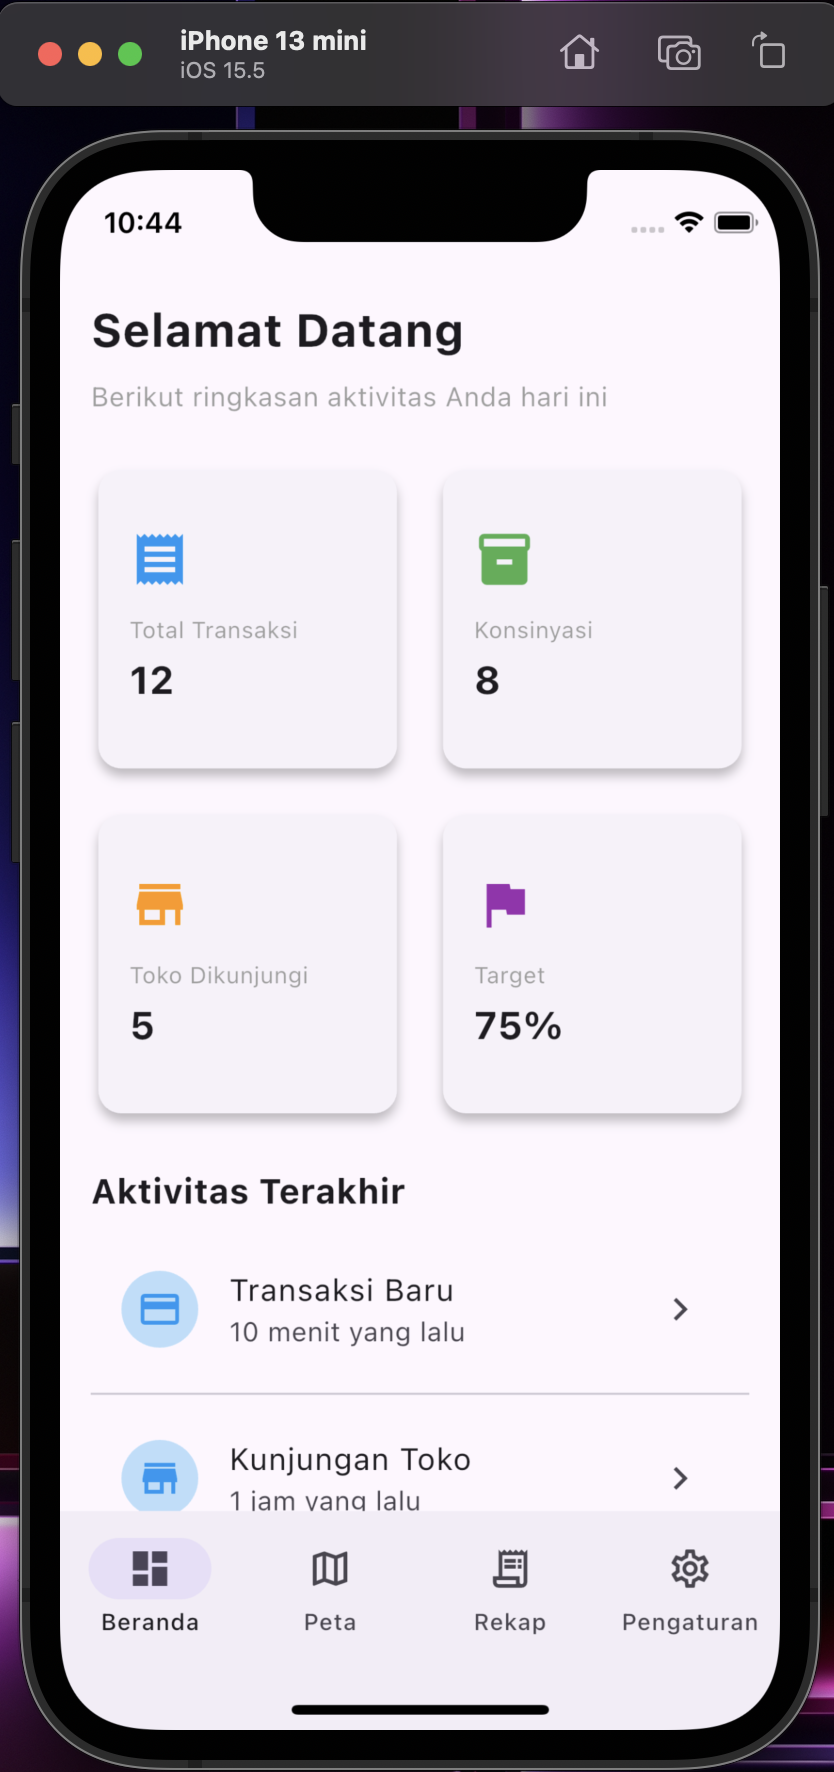 iPhone 13 mini
iOS 15.5
10:44
Selamat Datang
Berikut ringkasan aktivitas Anda hari ini
Total Transaksi
12
Konsinyasi
8
Toko Dikunjungi
5
Target
75%
Aktivitas Terakhir
Transaksi Baru
10 menit yang lalu
Kunjungan Toko
1 jam yang lalu
Beranda
Peta
Rekap
Pengaturan